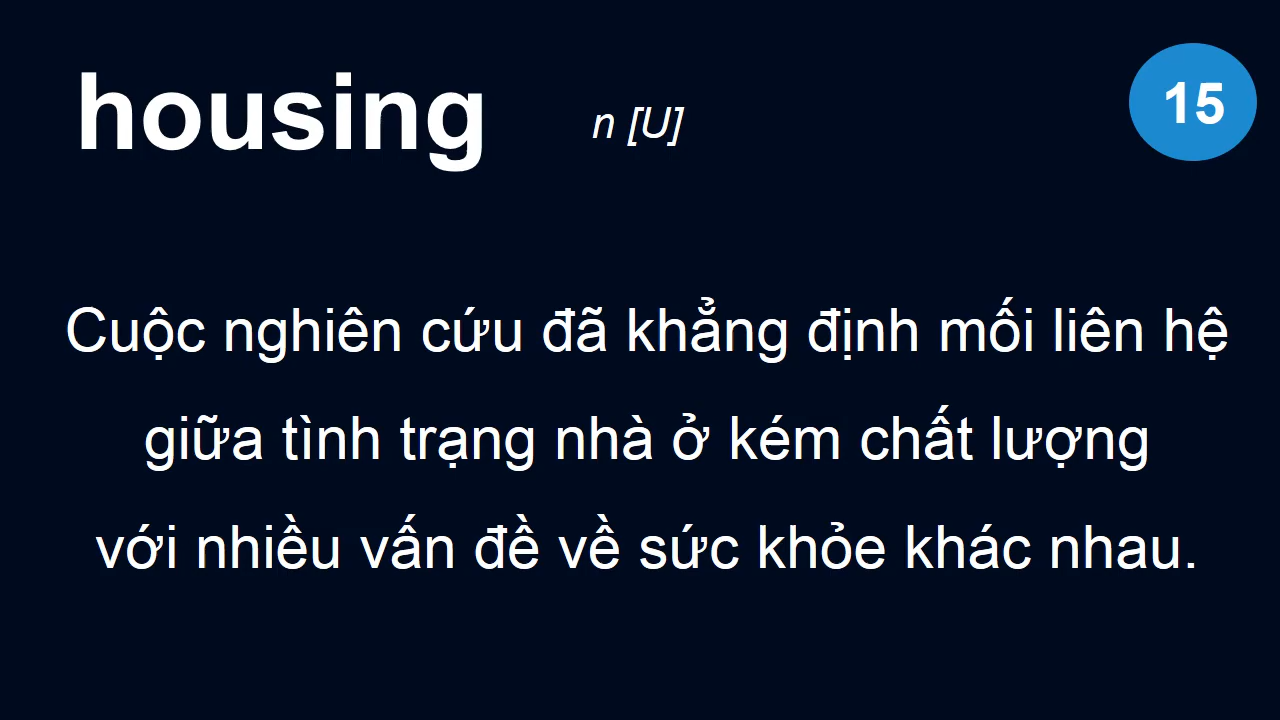 housing n [U]
15
Cuộc nghiên cứu đã khẳng định mối liên hệ
giữa tình trạng nhà ở kém chất lượng
với nhiều vấn đề về sức khỏe khác nhau.